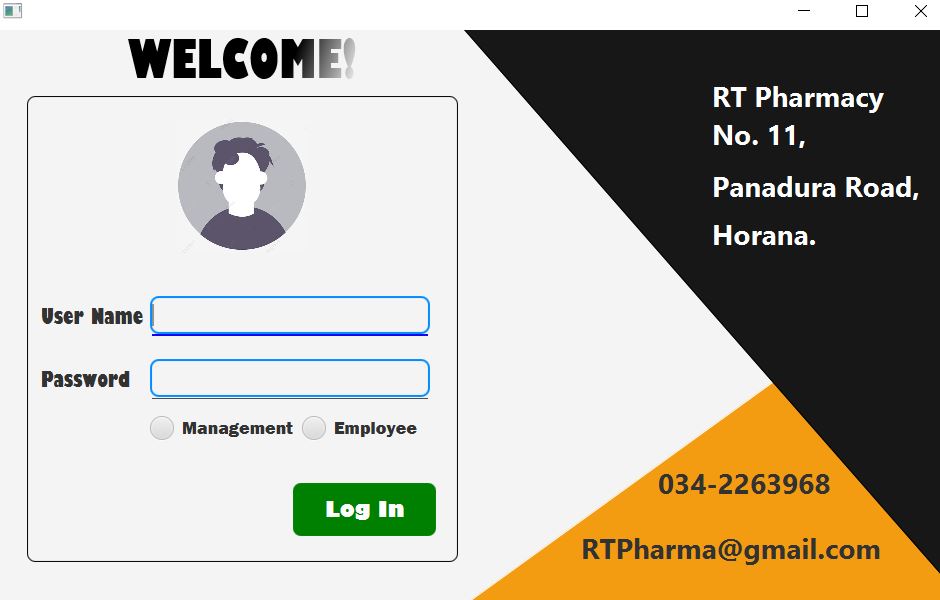 WELCOME!
User Name
Password
Management Employee
Log In
RT Pharmacy
No. 11,
Panadura Road,
Horana.
034-2263968
RTPharma@gmail.com